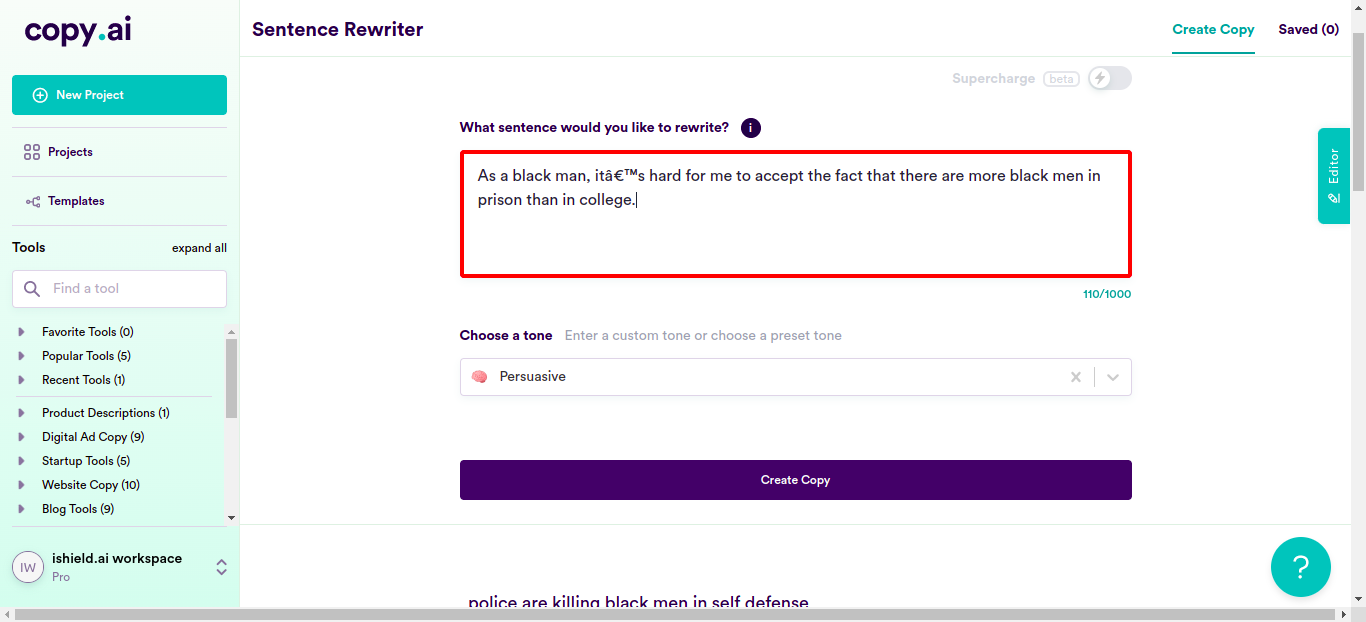 copy.ai
New Project
Projects
Templates
Tools
expand all
Find a tool
Favorite Tools (0)
Popular Tools (5)
Recent Tools (1)
Product Descriptions (1)
Digital Ad Copy (9)
Startup Tools (5)
Website Copy (10)
Blog Tools (9)
IW
ishield.ai workspace
Pro
Sentence Rewriter
Create Copy
Saved (0)
Supercharge
beta
What sentence would you like to rewrite?
i
As a black man, itâ€™s hard for me to accept the fact that there are more black men in
prison than in college.
110/1000
Choose a tone
Enter a custom tone or choose a preset tone
Persuasive
Create Copy
police are killing black men in self defense
Editor
?